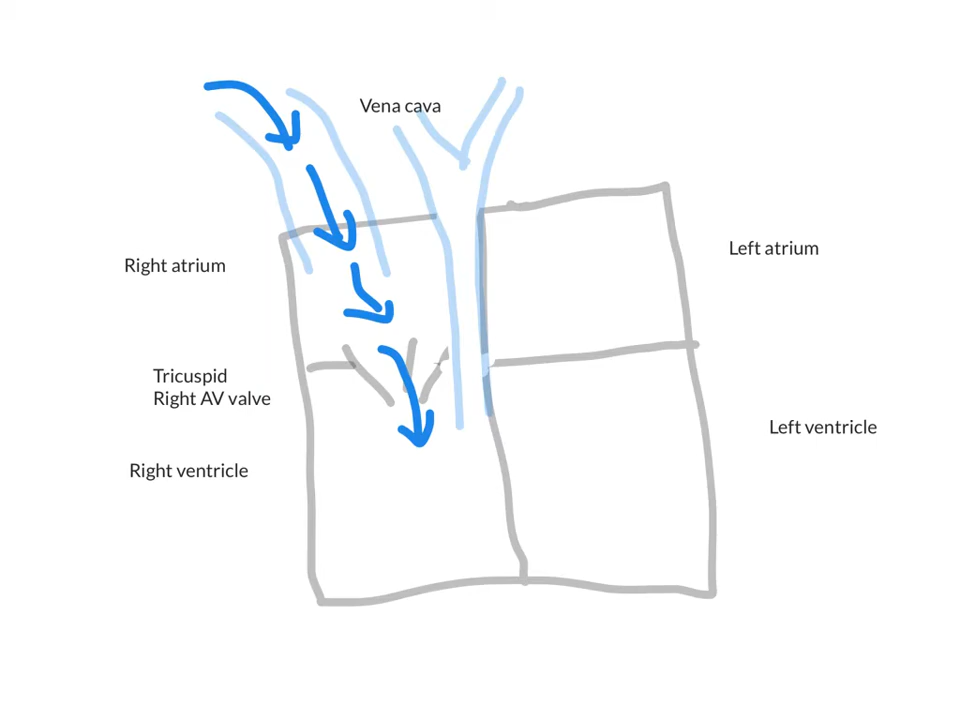 Vena cava
Left atrium
Right atrium
Tricuspid
Right AV valve
Left ventricle
Right ventricle